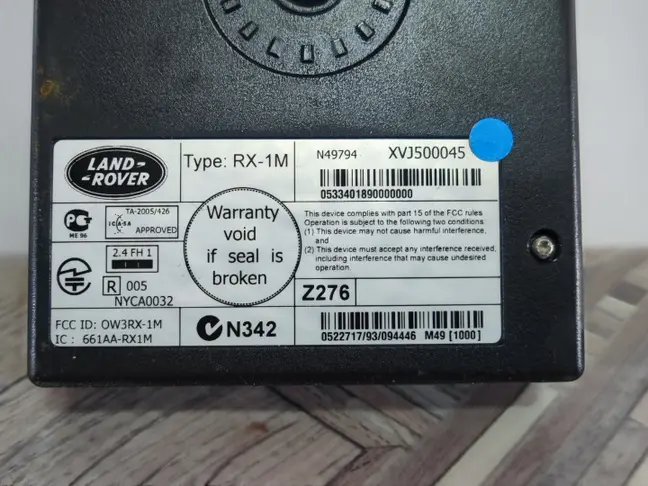 LAND-
-ROVER
Type: RX-1M
N49794 XVJ500045
0533401890000000
ME 96
TA-2005/426
ICASA
APPROVED
2.4 FH 1
R 005
NYCA0032
Warranty
void
if seal is
broken
This device complies with part 15 of the FCC rules
Operation is subject to the following two conditions:
(1) This device may not cause harmful interference,
and
(2) This device must accept any interference received,
including interference that may cause undesired
operation.
Z276
FCC ID: OW3RX-1M
IC : 661AA-RX1M
N342
0522717/93/094446 M49 [1000]